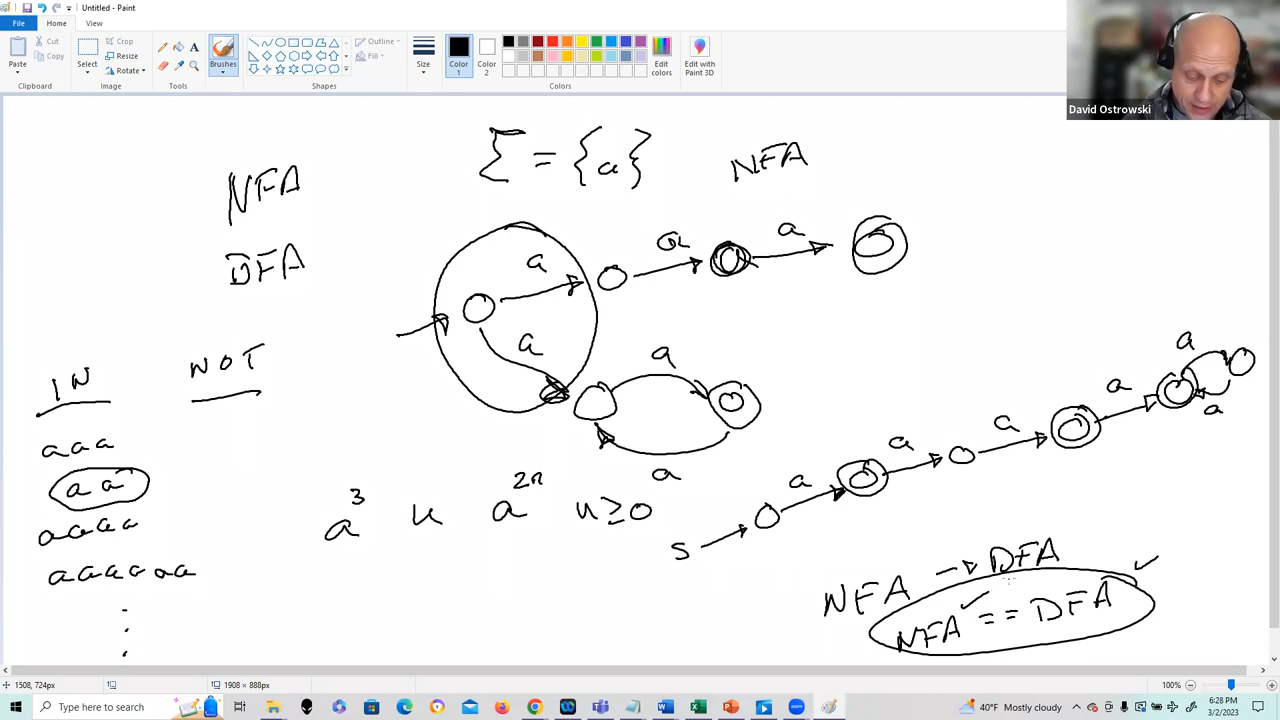 Untitled - Paint
File Home View
Paste
Cut
Copy
Clipboard
Select
Crop
Resize
Rotate
Image
Tools
Brushes
Outline
Fill
Shapes
Size
Color 1
Color 2
Colors
Edit colors
Edit with Paint 3D
David Ostrowski
Σ = {a}
NFA
NFA
DFA
a a a
a
a
a
a
IN NOT
aaa
aa
aaaa
aaaaaa
a³ u a²ⁿ n≥0
s a a a a a
a
NFA → DFA
NFA == DFA
1508, 724px
1908 × 888px
100%
Type here to search
40°F Mostly cloudy
6:28 PM
3/2/2023